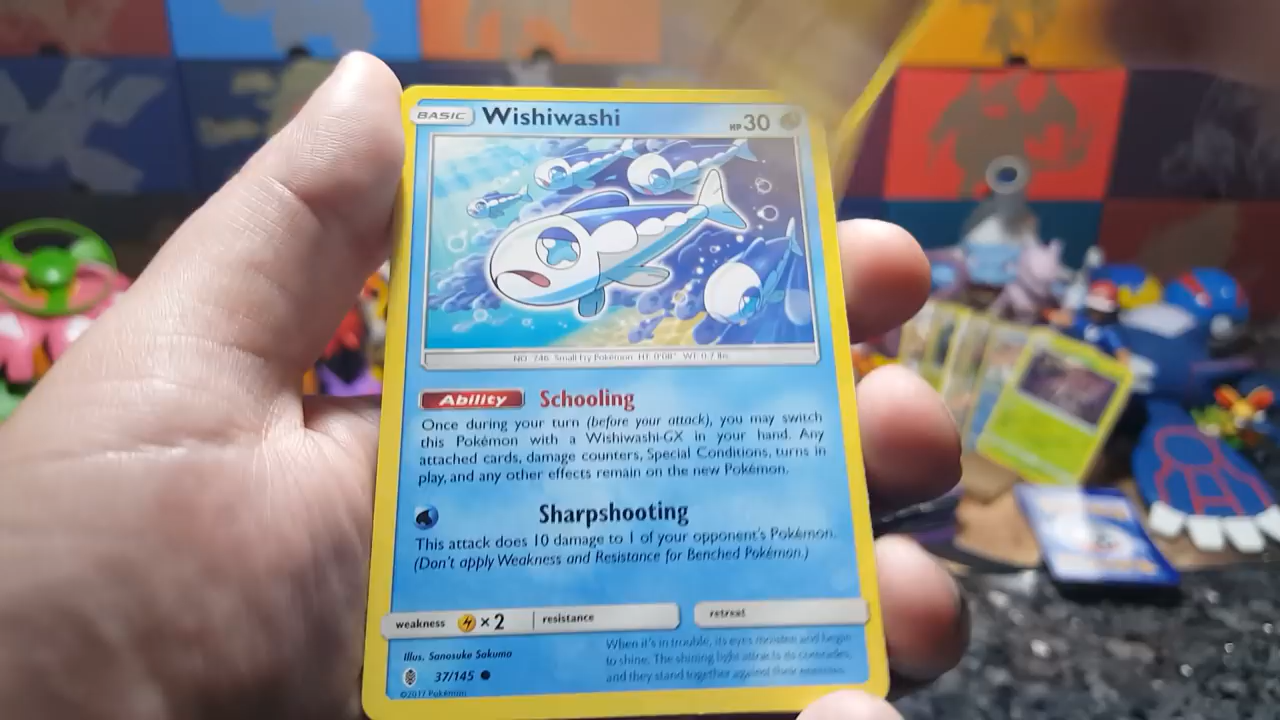 BASIC Wishiwashi HP30
NO. 746 Small Fry Pokémon HT: 0'08" WT: 0.7 lbs.
Ability Schooling
Once during your turn (before your attack), you may switch
this Pokémon with a Wishiwashi-GX in your hand. Any
attached cards, damage counters, Special Conditions, turns in
play, and any other effects remain on the new Pokémon.
Sharpshooting
This attack does 10 damage to 1 of your opponent's Pokémon.
(Don't apply Weakness and Resistance for Benched Pokémon.)
weakness ×2 resistance retreat
When it's in trouble, its eyes moisten and begin
to shine. The shining light attracts its comrades,
and they stand together against their enemies.
Illus. Sanosuke Sakuma
37/145
©2017 Pokémon